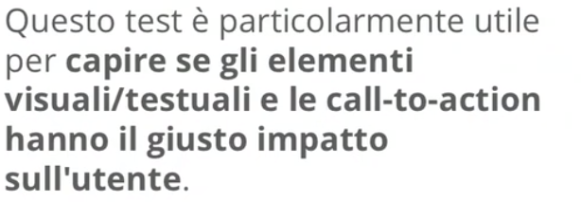 Questo test è particolarmente utile
per capire se gli elementi
visuali/testuali e le call-to-action
hanno il giusto impatto
sull'utente.